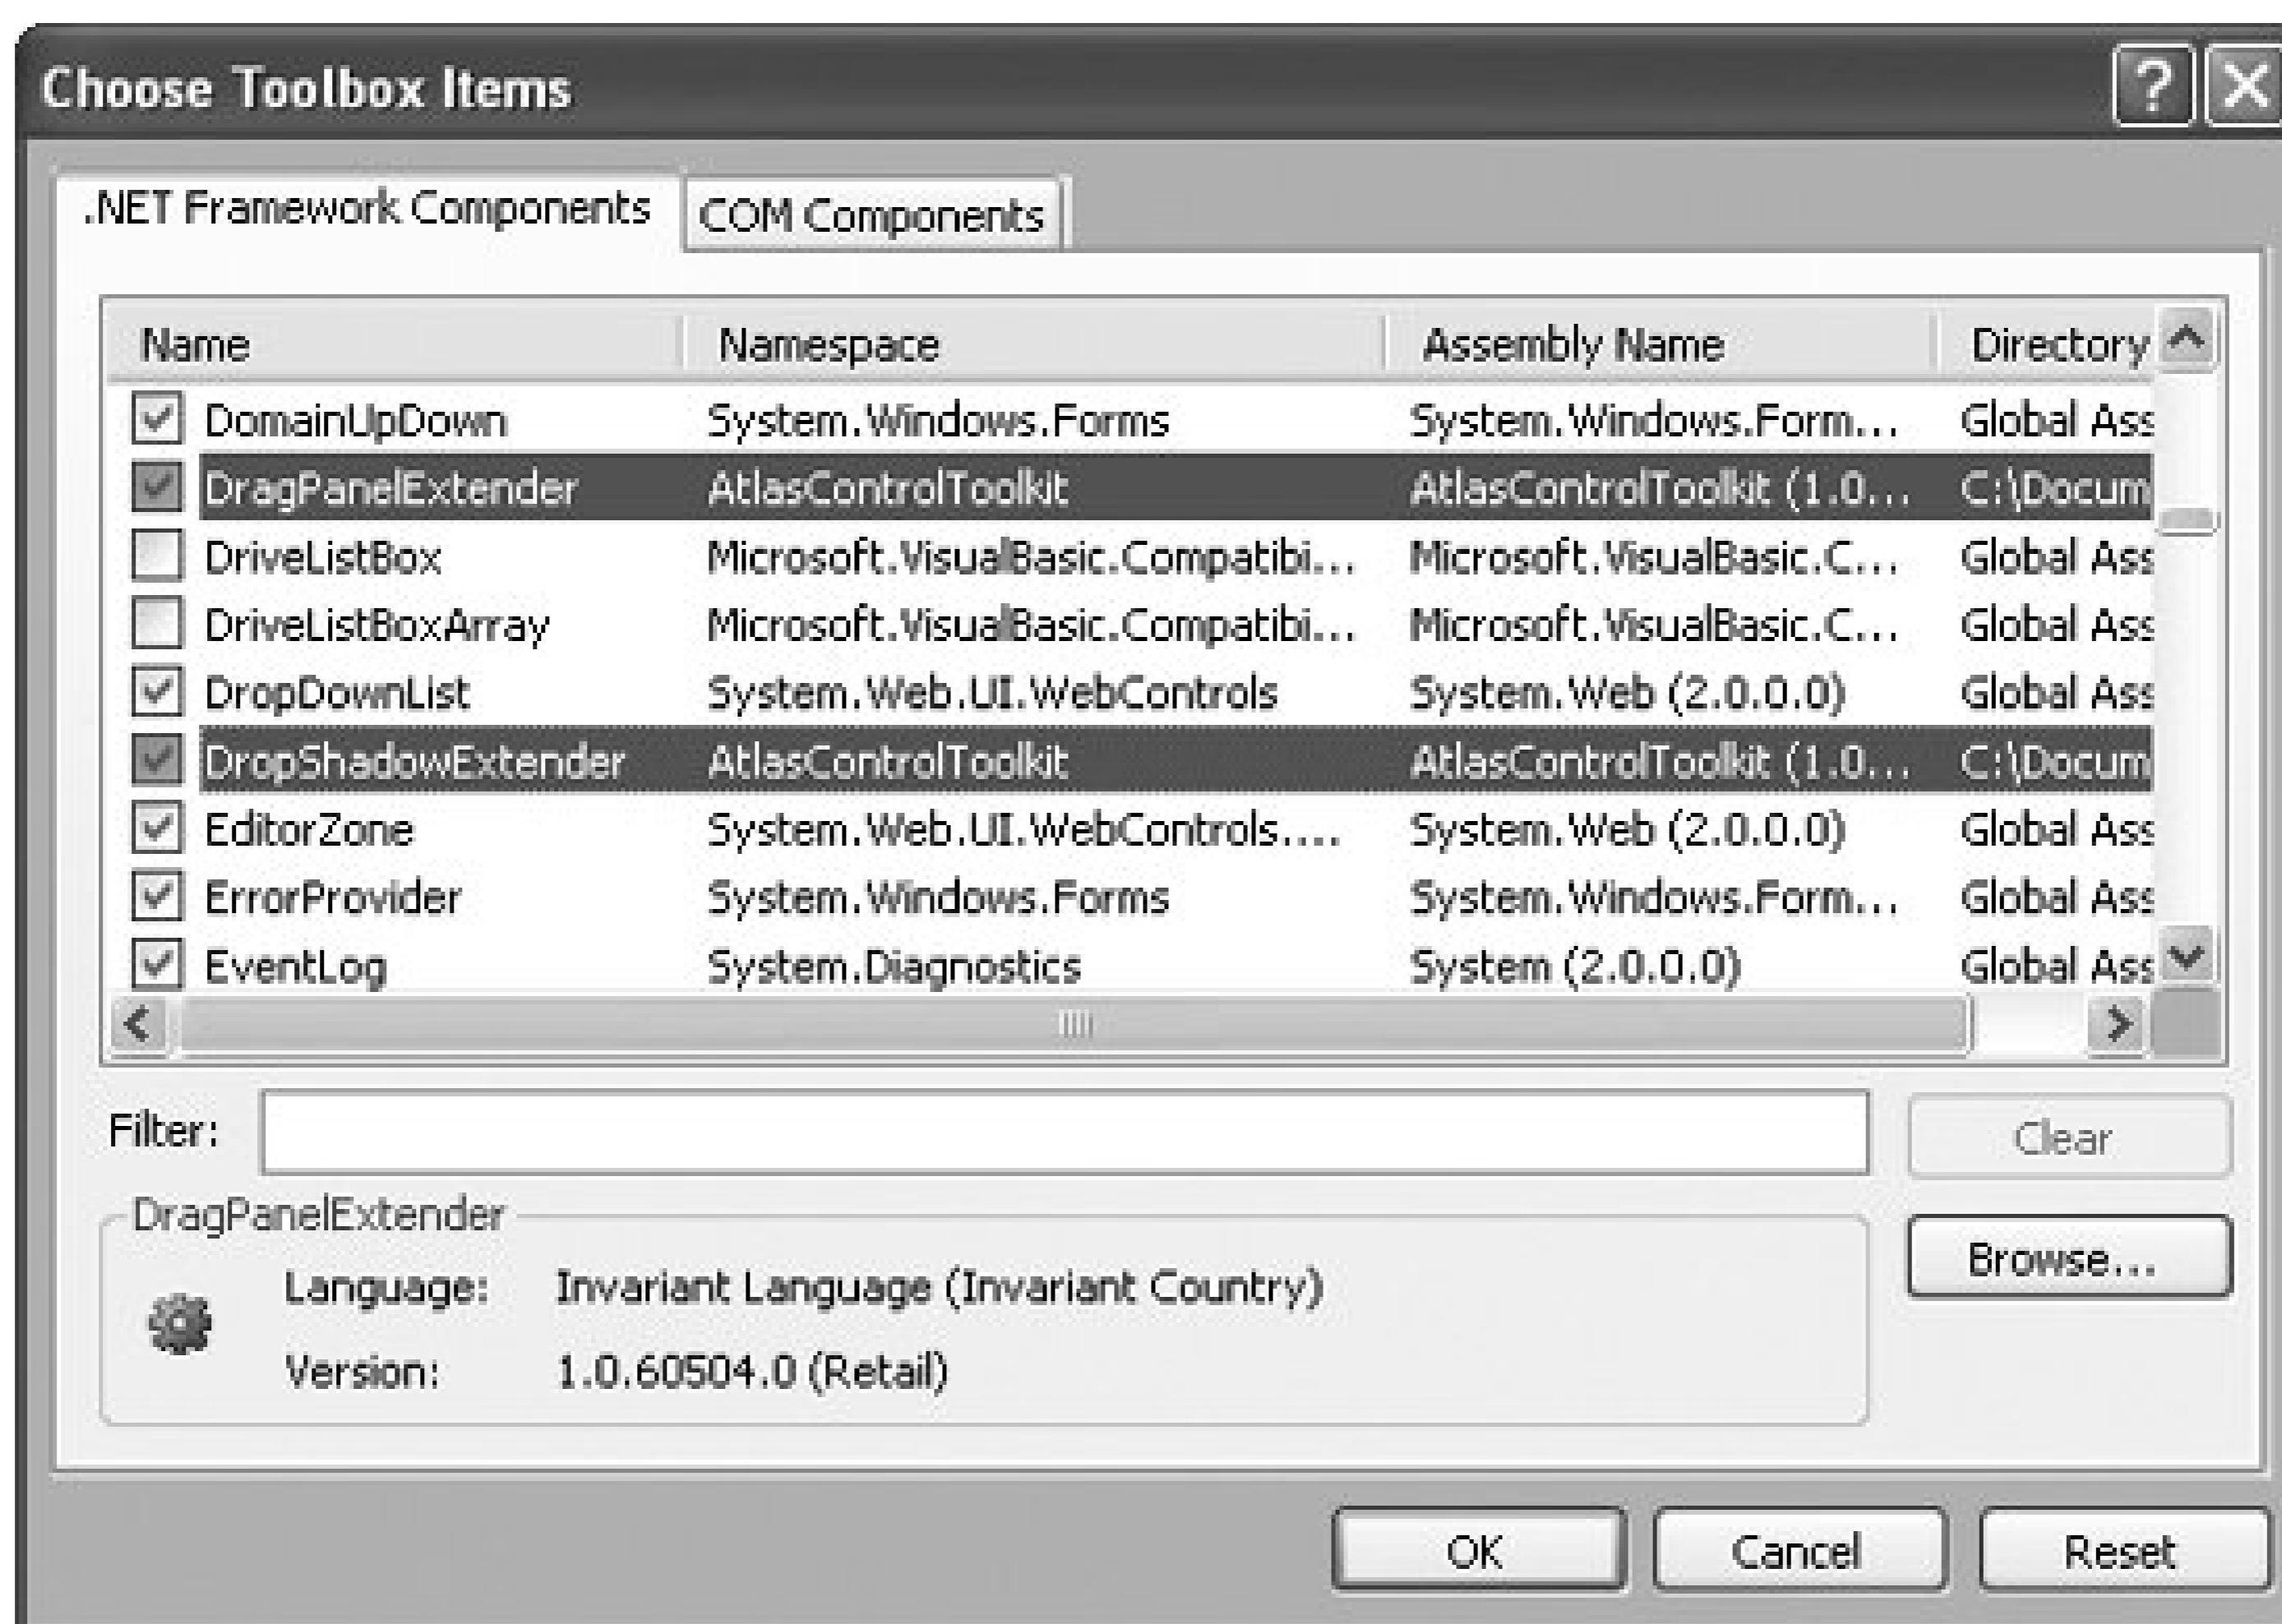 Choose Toolbox Items
.NET Framework Components COM Components
Name Namespace Assembly Name Directory
DomainUpDown System.Windows.Forms System.Windows.Form... Global Ass
DragPanelExtender AtlasControlToolkit AtlasControlToolkit (1.0... C:\Docum
DriveListBox Microsoft.VisualBasic.Compatibi... Microsoft.VisualBasic.C... Global Ass
DriveListBoxArray Microsoft.VisualBasic.Compatibi... Microsoft.VisualBasic.C... Global Ass
DropDownList System.Web.UI.WebControls System.Web (2.0.0.0) Global Ass
DropShadowExtender AtlasControlToolkit AtlasControlToolkit (1.0... C:\Docum
EditorZone System.Web.UI.WebControls.... System.Web (2.0.0.0) Global Ass
ErrorProvider System.Windows.Forms System.Windows.Form... Global Ass
EventLog System.Diagnostics System (2.0.0.0) Global Ass
Filter: Clear
DragPanelExtender
Browse...
Language: Invariant Language (Invariant Country)
Version: 1.0.60504.0 (Retail)
OK Cancel Reset